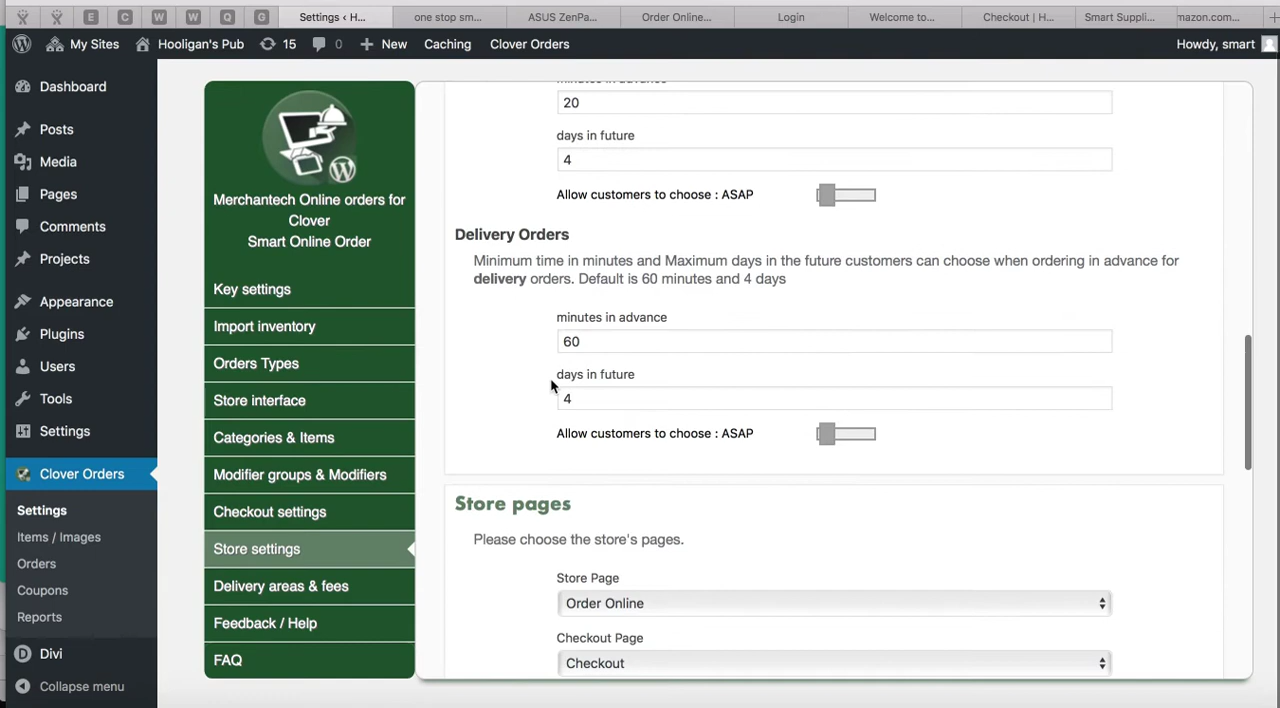 E
C
W
W
Q
G
Settings ‹ H...
one stop sm...
ASUS ZenPa...
Order Online...
Login
Welcome to...
Checkout | H...
Smart Suppli...
mazon.com...
My Sites
Hooligan's Pub
15
0
New
Caching
Clover Orders
Howdy, smart
Dashboard
Posts
Media
Pages
Comments
Projects
Appearance
Plugins
Users
Tools
Settings
Clover Orders
Settings
Items / Images
Orders
Coupons
Reports
Divi
Collapse menu
Merchantech Online orders for
Clover
Smart Online Order
Key settings
Import inventory
Orders Types
Store interface
Categories & Items
Modifier groups & Modifiers
Checkout settings
Store settings
Delivery areas & fees
Feedback / Help
FAQ
minutes in advance
20
days in future
4
Allow customers to choose : ASAP
Delivery Orders
Minimum time in minutes and Maximum days in the future customers can choose when ordering in advance for
delivery orders. Default is 60 minutes and 4 days
minutes in advance
60
days in future
4
Allow customers to choose : ASAP
Store pages
Please choose the store's pages.
Store Page
Order Online
Checkout Page
Checkout